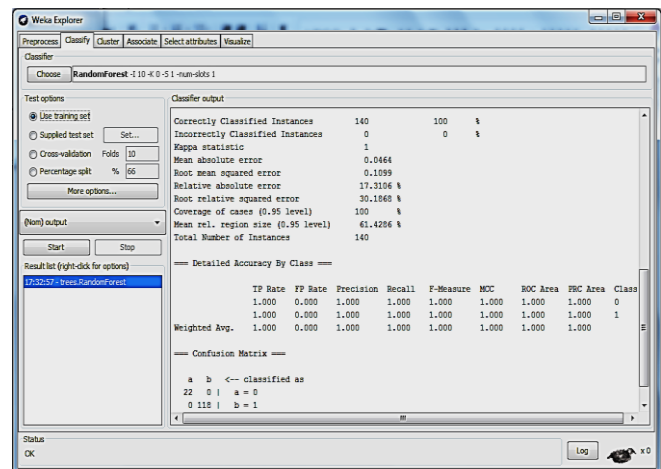 Weka Explorer
Preprocess Classify Cluster Associate Select attributes Visualize
Classifier
Choose RandomForest -I 10 -K 0 -S 1 -num-slots 1
Test options
Use training set
Supplied test set Set...
Cross-validation Folds 10
Percentage split % 66
More options...
(Nom) output
Start Stop
Result list (right-click for options)
17:32:57 - trees.RandomForest
Classifier output
Correctly Classified Instances 140 100 %
Incorrectly Classified Instances 0 0 %
Kappa statistic 1
Mean absolute error 0.0464
Root mean squared error 0.1099
Relative absolute error 17.3106 %
Root relative squared error 30.1868 %
Coverage of cases (0.95 level) 100 %
Mean rel. region size (0.95 level) 61.4286 %
Total Number of Instances 140
=== Detailed Accuracy By Class ===
TP Rate FP Rate Precision Recall F-Measure MCC ROC Area PRC Area Class
1.000 0.000 1.000 1.000 1.000 1.000 1.000 1.000 0
1.000 0.000 1.000 1.000 1.000 1.000 1.000 1.000 1
Weighted Avg. 1.000 0.000 1.000 1.000 1.000 1.000 1.000 1.000
=== Confusion Matrix ===
a b <-- classified as
22 0 | a = 0
0 118 | b = 1
Status
OK
Log
x 0